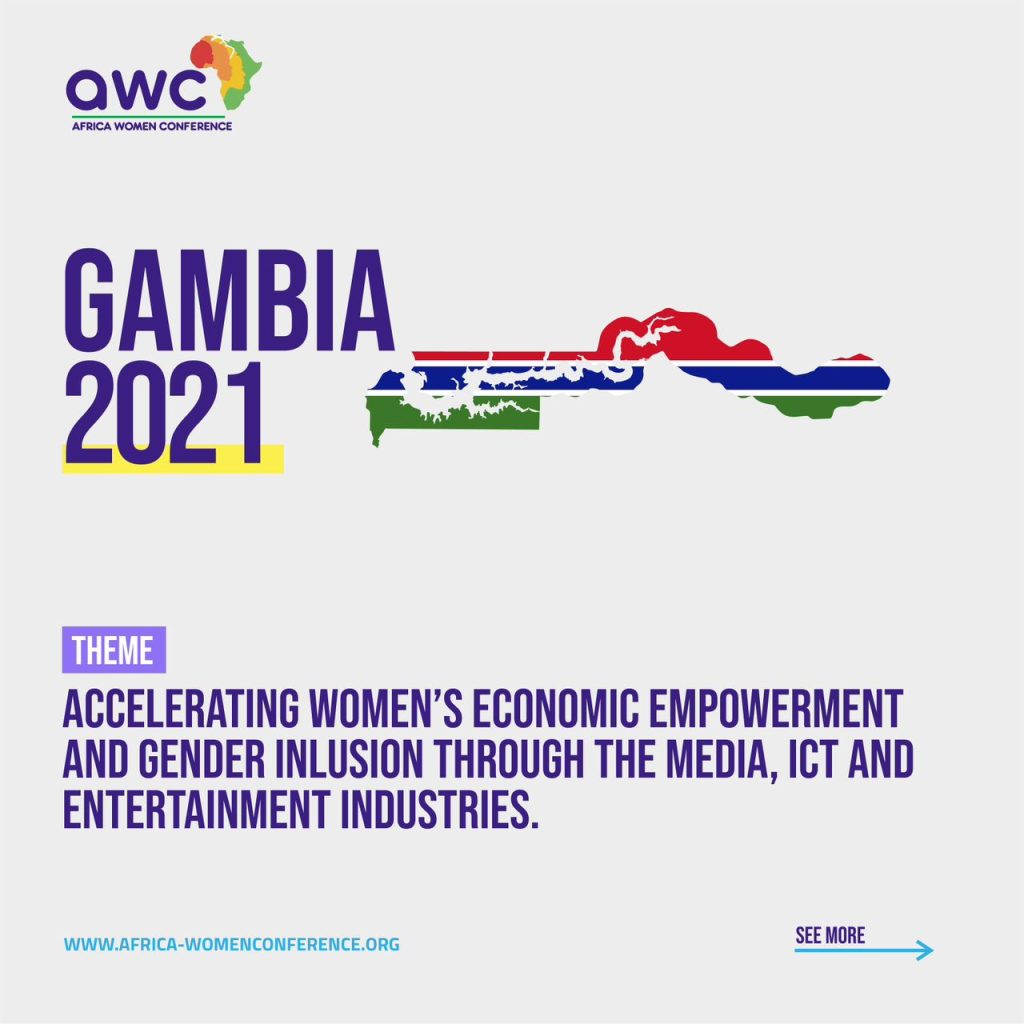 awc
AFRICA WOMEN CONFERENCE
GAMBIA
2021
THEME
ACCELERATING WOMEN’S ECONOMIC EMPOWERMENT
AND GENDER INLUSION THROUGH THE MEDIA, ICT AND
ENTERTAINMENT INDUSTRIES.
WWW.AFRICA-WOMENCONFERENCE.ORG
SEE MORE